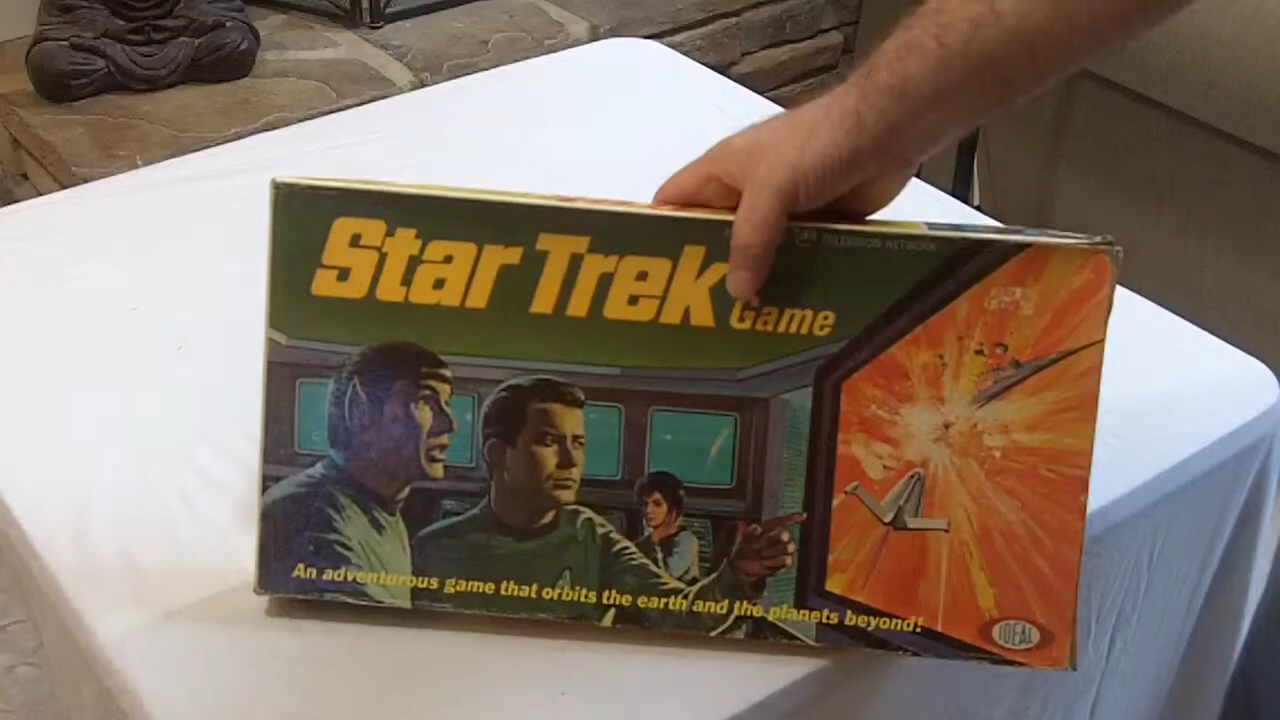 TELEVISION NETWORK
Star Trek
Game
An adventurous game that orbits the earth and the planets beyond!
IDEAL